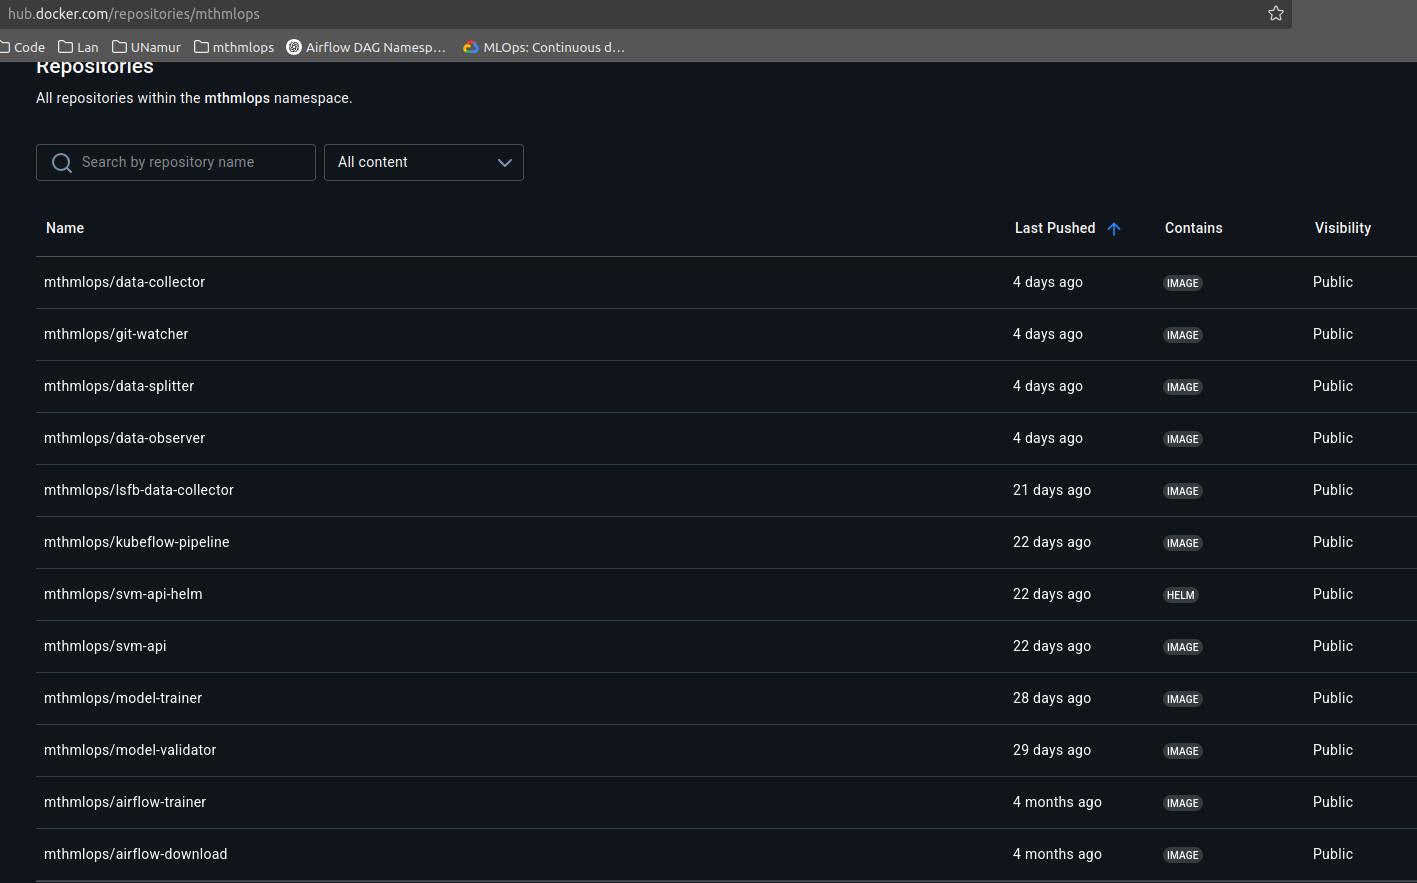 hub.docker.com/repositories/mthmlops
Code Lan UNamur mthmlops Airflow DAG Namesp... MLOps: Continuous d...
Repositories
All repositories within the mthmlops namespace.
Search by repository name All content
Name Last Pushed Contains Visibility
mthmlops/data-collector 4 days ago IMAGE Public
mthmlops/git-watcher 4 days ago IMAGE Public
mthmlops/data-splitter 4 days ago IMAGE Public
mthmlops/data-observer 4 days ago IMAGE Public
mthmlops/lsfb-data-collector 21 days ago IMAGE Public
mthmlops/kubeflow-pipeline 22 days ago IMAGE Public
mthmlops/svm-api-helm 22 days ago HELM Public
mthmlops/svm-api 22 days ago IMAGE Public
mthmlops/model-trainer 28 days ago IMAGE Public
mthmlops/model-validator 29 days ago IMAGE Public
mthmlops/airflow-trainer 4 months ago IMAGE Public
mthmlops/airflow-download 4 months ago IMAGE Public